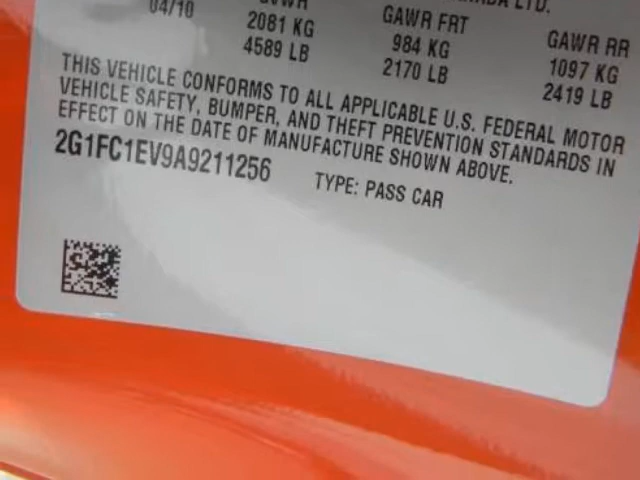 LTD.
04/10 GVWR GAWR FRT GAWR RR
2081 KG 984 KG 1097 KG
4589 LB 2170 LB 2419 LB
THIS VEHICLE CONFORMS TO ALL APPLICABLE U.S. FEDERAL MOTOR
VEHICLE SAFETY, BUMPER, AND THEFT PREVENTION STANDARDS IN
EFFECT ON THE DATE OF MANUFACTURE SHOWN ABOVE.
2G1FC1EV9A9211256 TYPE: PASS CAR